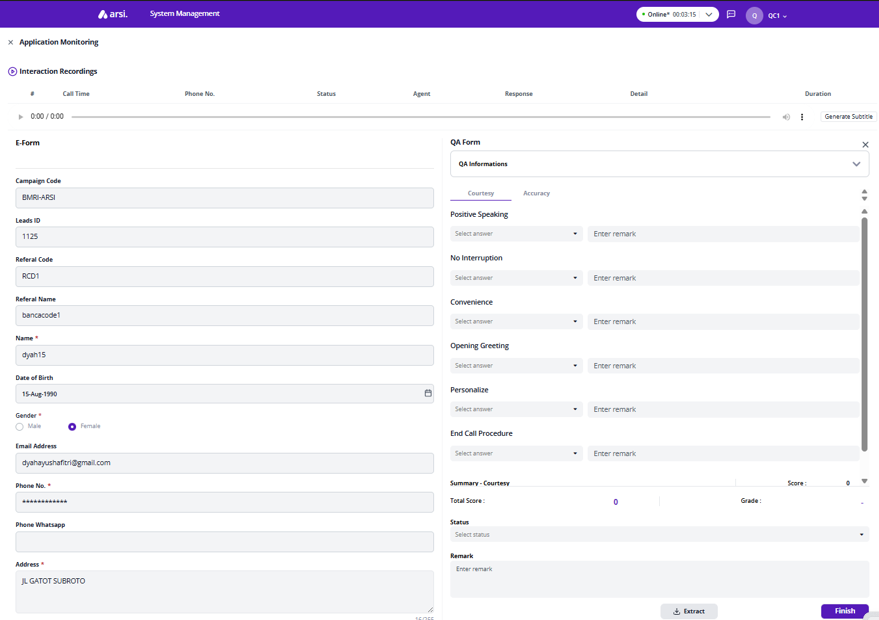 arsi.
System Management
Online* 00:03:15
Q
QC1
Application Monitoring
Interaction Recordings
# Call Time Phone No. Status Agent Response Detail Duration
0:00 / 0:00
Generate Subtitle
E-Form
Campaign Code
BMRI-ARSI
Leads ID
1125
Referal Code
RCD1
Referal Name
bancacode1
Name *
dyah15
Date of Birth
15-Aug-1990
Gender *
Male Female
Email Address
dyahayushafitri@gmail.com
Phone No. *
************
Phone Whatsapp
Address *
JL GATOT SUBROTO
16/255
QA Form
QA Informations
Courtesy Accuracy
Positive Speaking
Select answer Enter remark
No Interruption
Select answer Enter remark
Convenience
Select answer Enter remark
Opening Greeting
Select answer Enter remark
Personalize
Select answer Enter remark
End Call Procedure
Select answer Enter remark
Summary - Courtesy Score : 0
Total Score : 0 Grade : -
Status
Select status
Remark
Enter remark
Extract
Finish